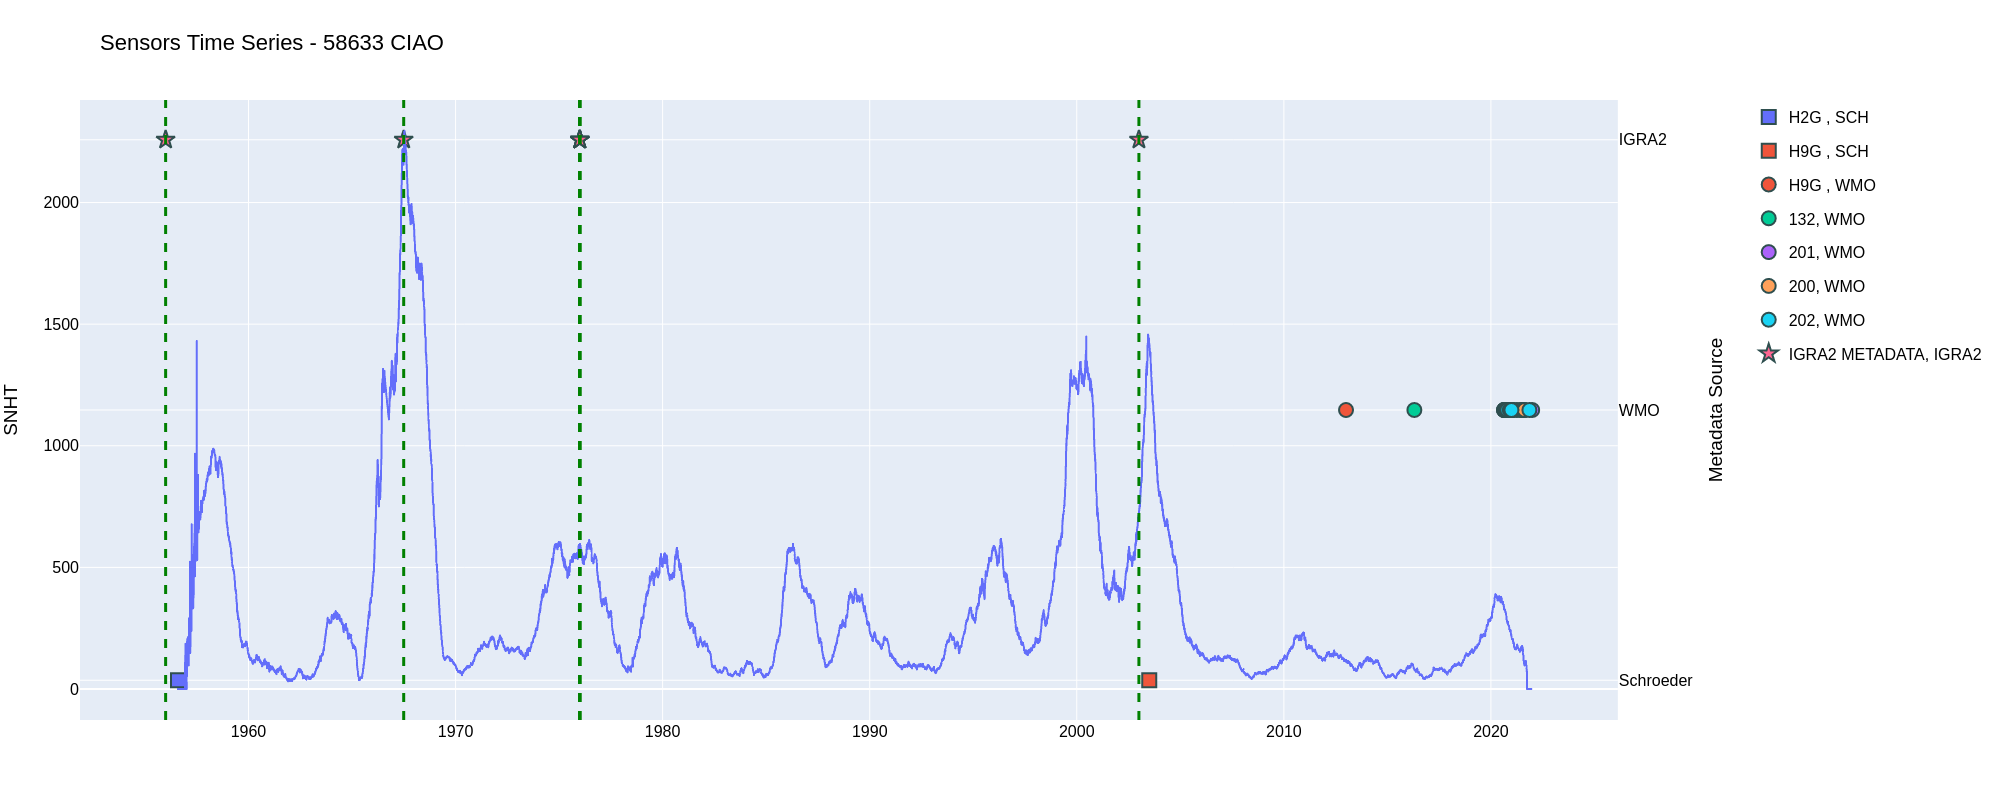 Sensors Time Series - 58633 CIAO
SNHT
2000
1500
1000
500
0
1960
1970
1980
1990
2000
2010
2020
IGRA2
WMO
Schroeder
Metadata Source
H2G , SCH
H9G , SCH
H9G , WMO
132, WMO
201, WMO
200, WMO
202, WMO
IGRA2 METADATA, IGRA2